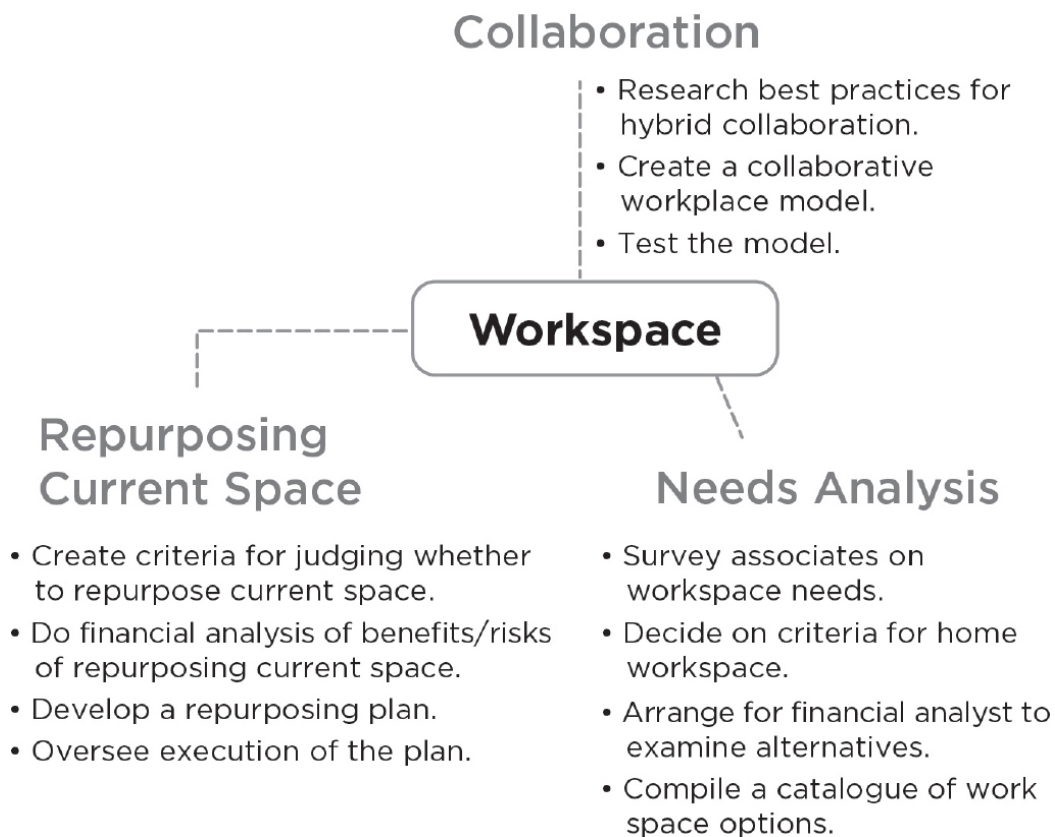 Collaboration
• Research best practices for
hybrid collaboration.
• Create a collaborative
workplace model.
• Test the model.
Workspace
Repurposing
Current Space
• Create criteria for judging whether
to repurpose current space.
• Do financial analysis of benefits/risks
of repurposing current space.
• Develop a repurposing plan.
• Oversee execution of the plan.
Needs Analysis
• Survey associates on
workspace needs.
• Decide on criteria for home
workspace.
• Arrange for financial analyst to
examine alternatives.
• Compile a catalogue of work
space options.